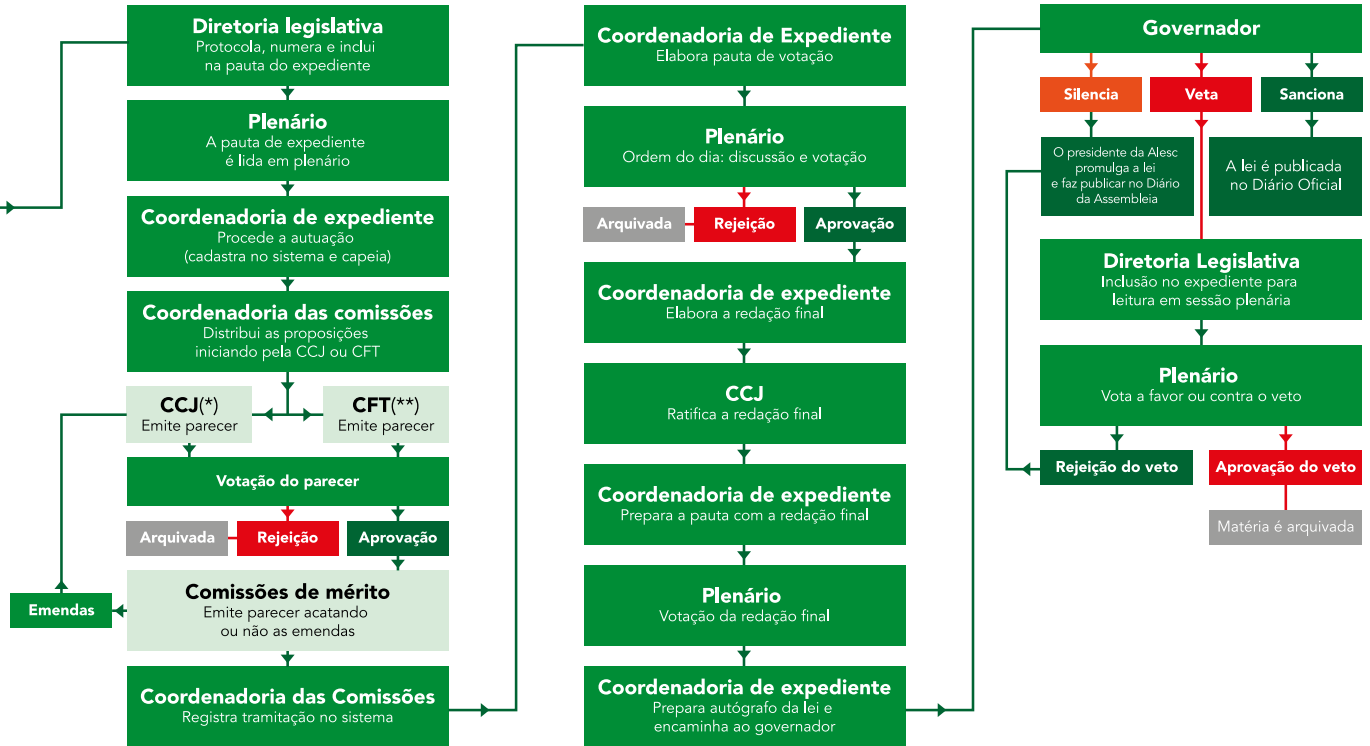 Diretoria legislativa
Protocola, numera e inclui
na pauta do expediente
Plenário
A pauta de expediente
é lida em plenário
Coordenadoria de expediente
Procede a autuação
(cadastra no sistema e capeia)
Coordenadoria das comissões
Distribui as proposições
iniciando pela CCJ ou CFT
CCJ(*)
Emite parecer
CFT(**)
Emite parecer
Votação do parecer
Arquivada
Rejeição
Aprovação
Comissões de mérito
Emite parecer acatando
ou não as emendas
Emendas
Coordenadoria das Comissões
Registra tramitação no sistema
Coordenadoria de Expediente
Elabora pauta de votação
Plenário
Ordem do dia: discussão e votação
Arquivada
Rejeição
Aprovação
Coordenadoria de expediente
Elabora a redação final
CCJ
Ratifica a redação final
Coordenadoria de expediente
Prepara a pauta com a redação final
Plenário
Votação da redação final
Coordenadoria de expediente
Prepara autógrafo da lei e
encaminha ao governador
Governador
Silencia
Veta
Sanciona
O presidente da Alesc
promulga a lei
e faz publicar no Diário
da Assembleia
A lei é publicada
no Diário Oficial
Diretoria Legislativa
Inclusão no expediente para
leitura em sessão plenária
Plenário
Vota a favor ou contra o veto
Rejeição do veto
Aprovação do veto
Matéria é arquivada